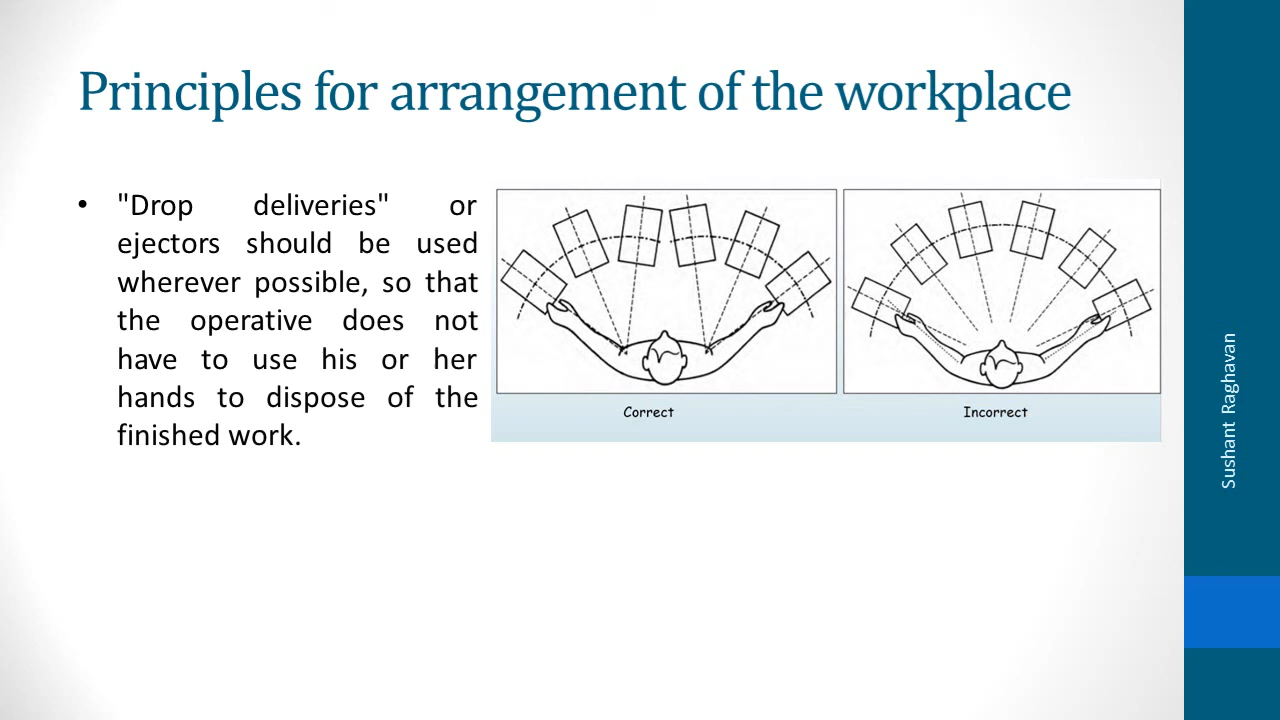 Principles for arrangement of the workplace
• "Drop deliveries" or
ejectors should be used
wherever possible, so that
the operative does not
have to use his or her
hands to dispose of the
finished work.
Correct
Incorrect
Sushant Raghavan